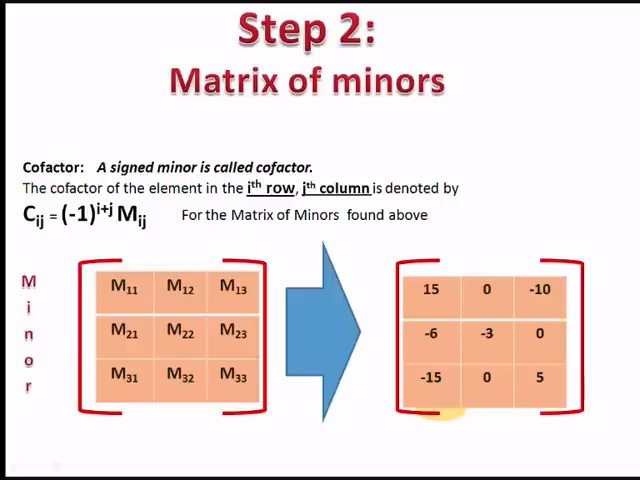 Step 2:
Matrix of minors
Cofactor: A signed minor is called cofactor.
The cofactor of the element in the iᵗʰ row, jᵗʰ column is denoted by
Cᵢⱼ = (-1)ⁱ⁺ʲ Mᵢⱼ For the Matrix of Minors found above
Minor
M₁₁ M₁₂ M₁₃
M₂₁ M₂₂ M₂₃
M₃₁ M₃₂ M₃₃
15 0 -10
-6 -3 0
-15 0 5